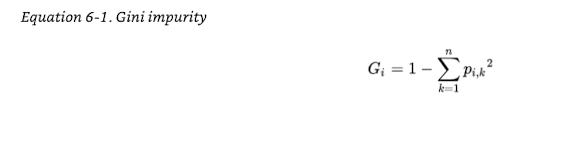 Equation 6-1. Gini impurity
G_i = 1 − ∑_{k=1}^{n} p_{i,k}^2